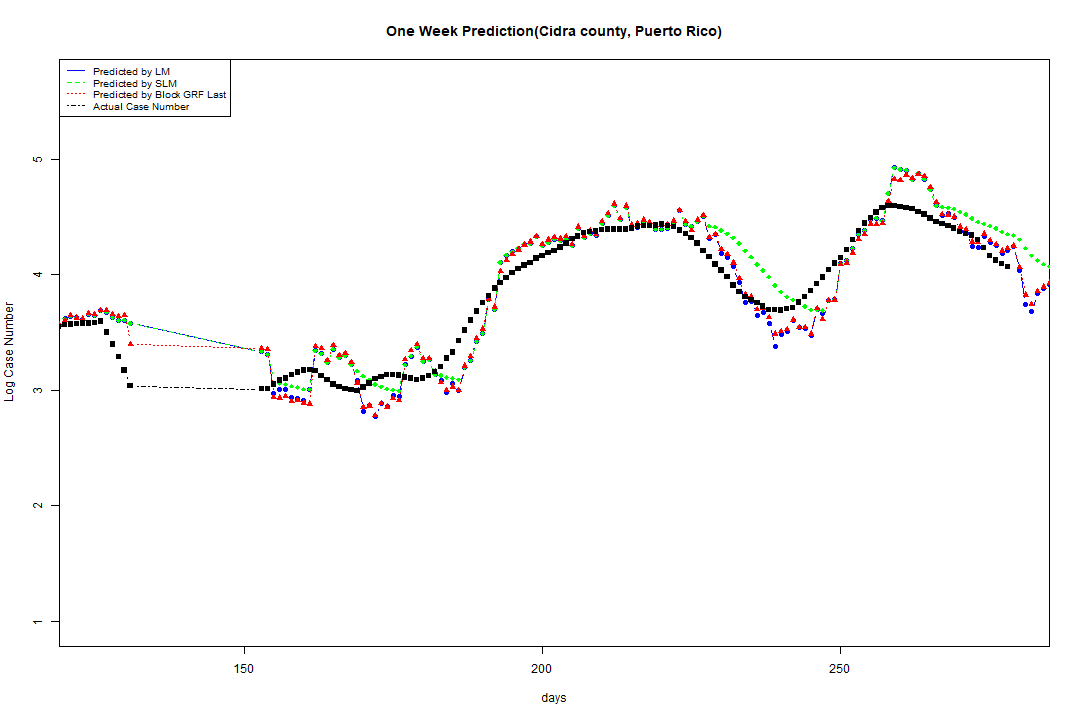 One Week Prediction(Cidra county, Puerto Rico)
Predicted by LM
Predicted by SLM
Predicted by Block GRF Last
Actual Case Number
5
4
3
2
1
Log Case Number
150
200
250
days